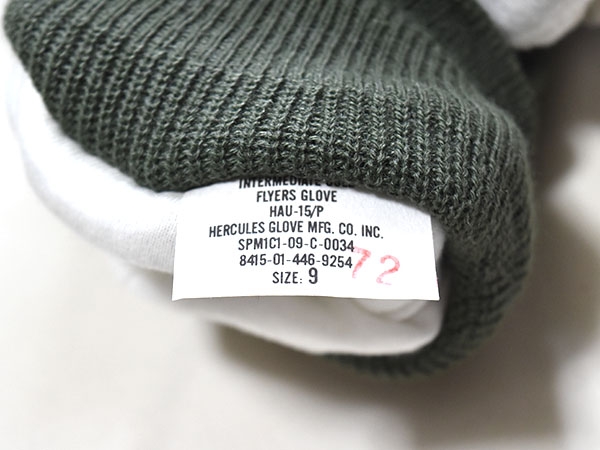 INTERMEDIATE
FLYERS GLOVE
HAU-15/P
HERCULES GLOVE MFG. CO. INC.
SPM1C1-09-C-0034
8415-01-446-9254
72
SIZE: 9